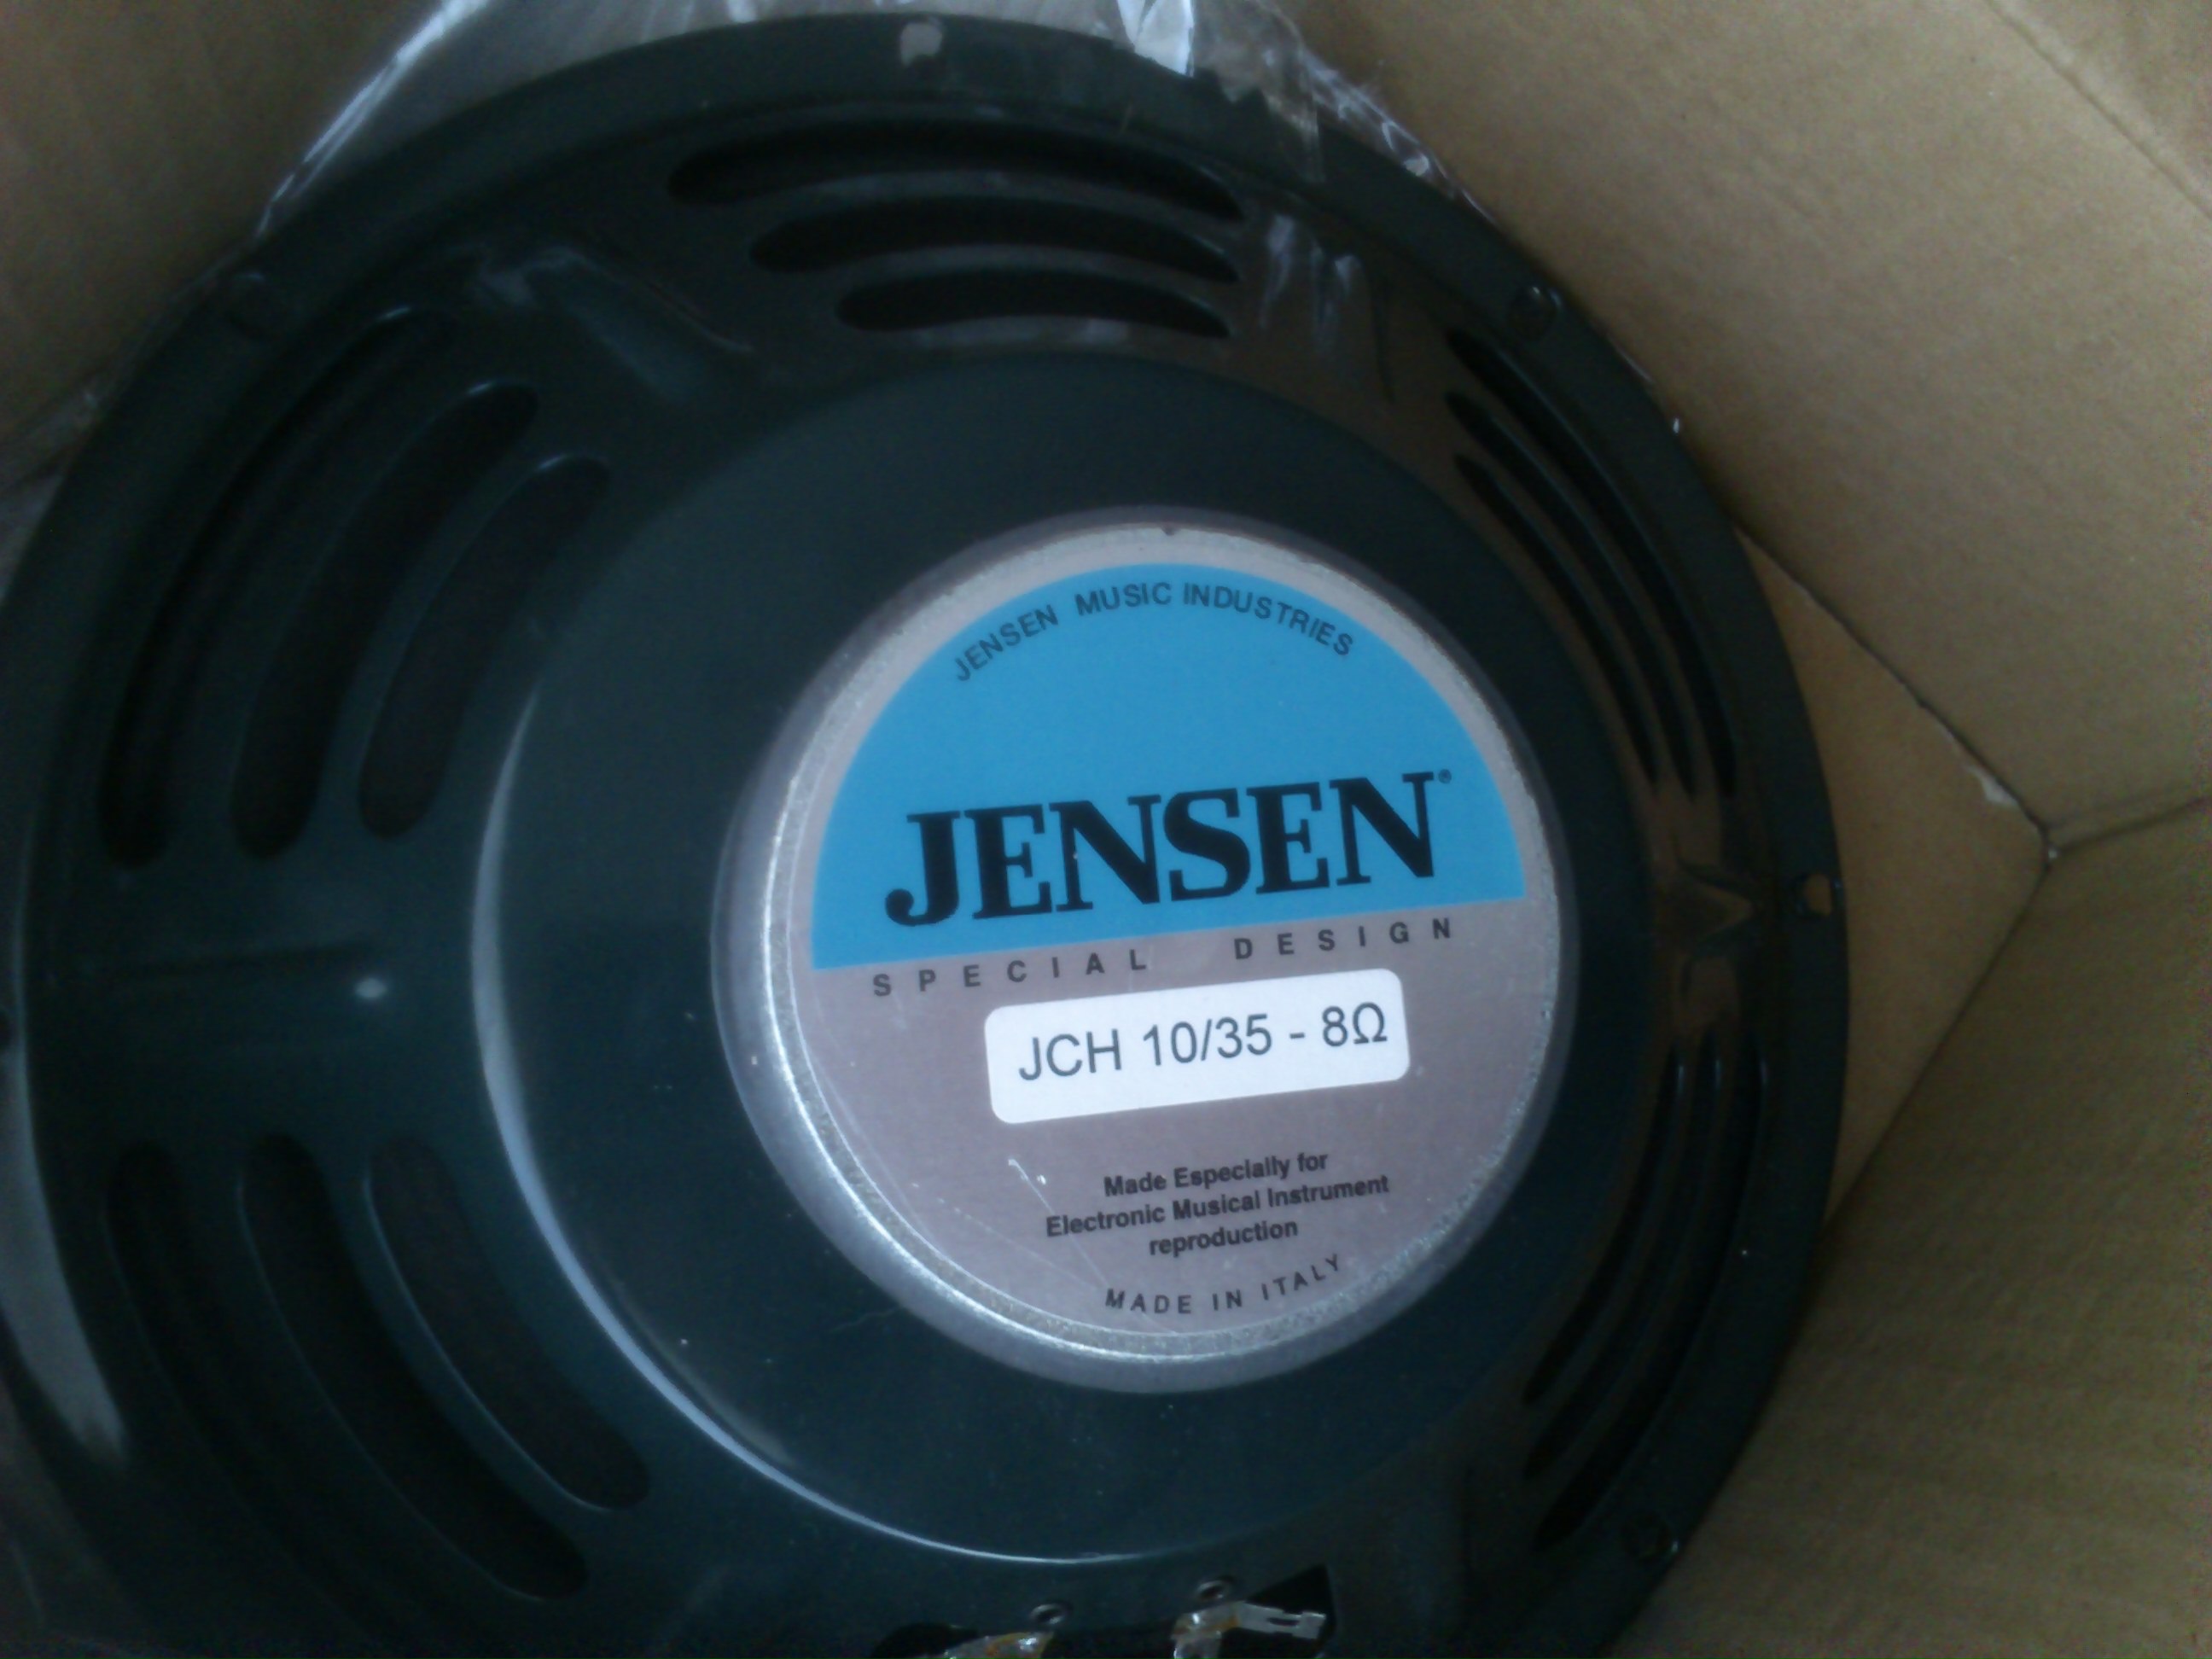 JENSEN MUSIC INDUSTRIES
JENSEN®
SPECIAL DESIGN
JCH 10/35 - 8Ω
Made Especially for
Electronic Musical Instrument
reproduction
MADE IN ITALY